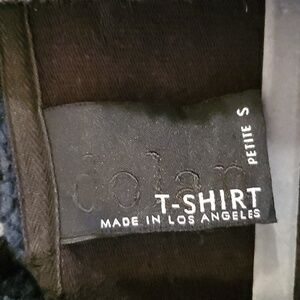 Dolan
T-SHIRT
MADE IN LOS ANGELES
PETITE S